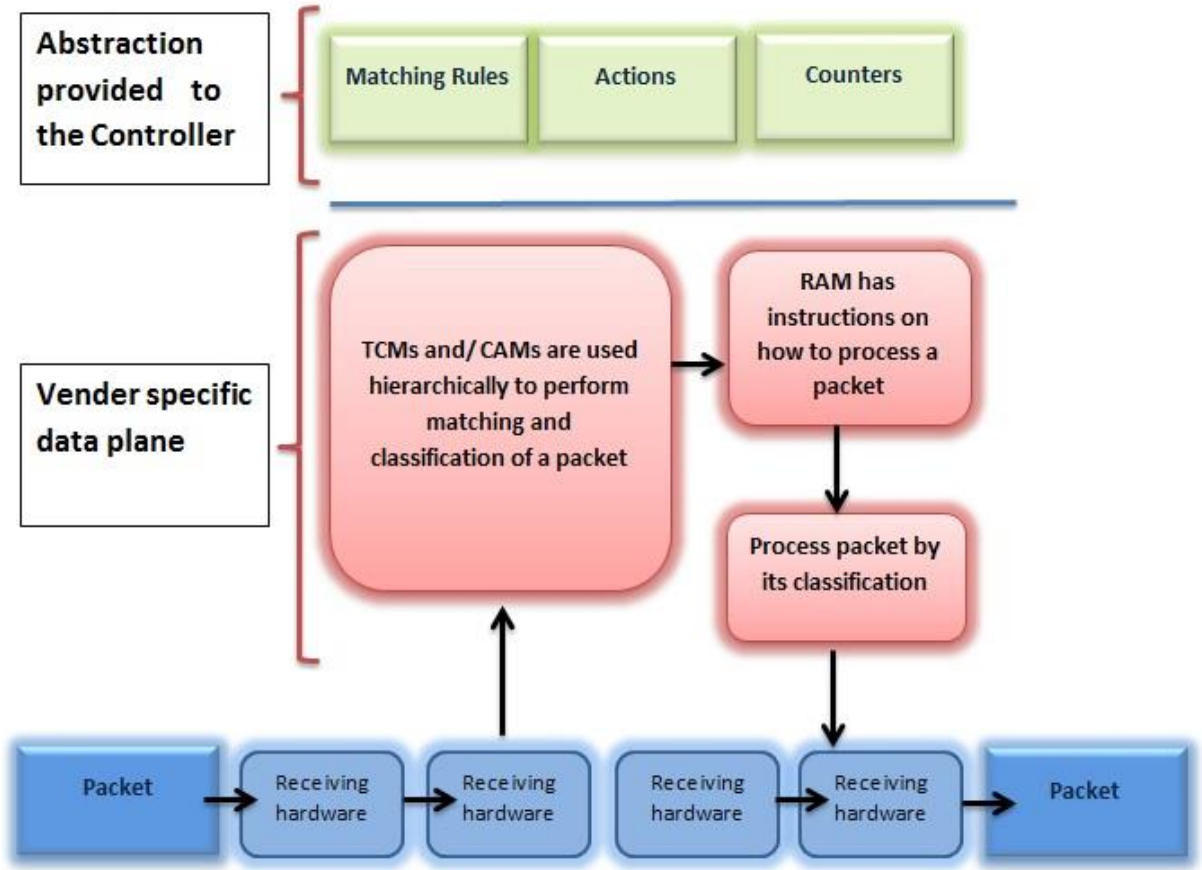 Abstraction
provided to
the Controller
Matching Rules
Actions
Counters
Vender specific
data plane
TCMs and/ CAMs are used
hierarchically to perform
matching and
classification of a packet
RAM has
instructions on
how to process a
packet
Process packet by
its classification
Packet
Receiving
hardware
Receiving
hardware
Receiving
hardware
Receiving
hardware
Packet